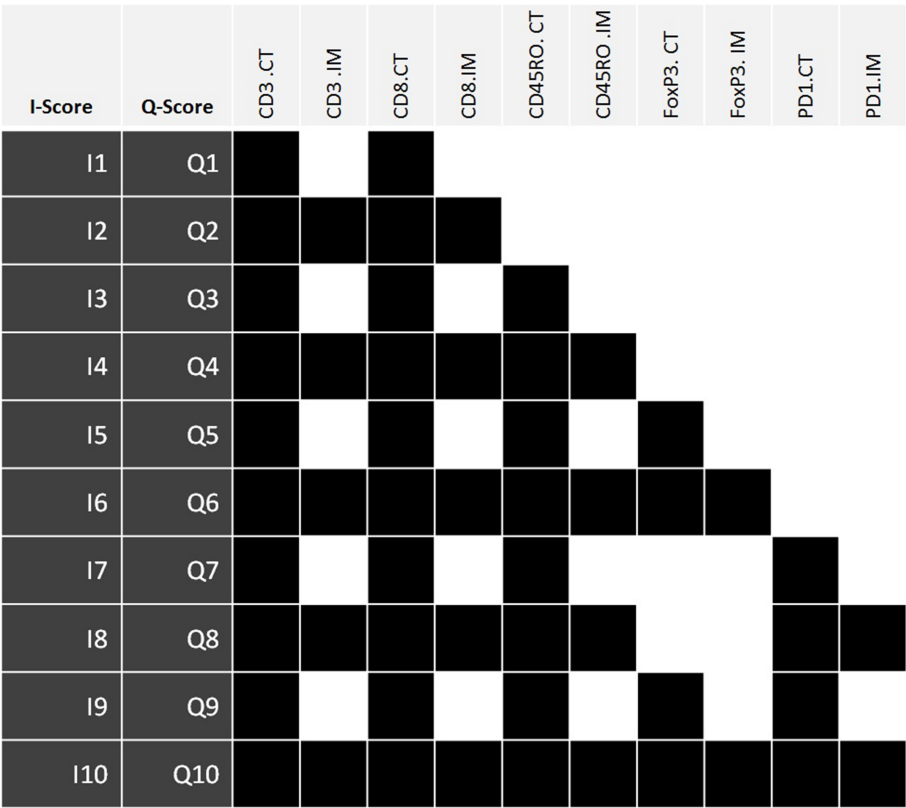 I-Score Q-Score CD3 .CT CD3 .IM CD8.CT CD8.IM CD45RO. CT CD45RO .IM FoxP3. CT FoxP3. IM PD1.CT PD1.IM
I1 Q1
I2 Q2
I3 Q3
I4 Q4
I5 Q5
I6 Q6
I7 Q7
I8 Q8
I9 Q9
I10 Q10